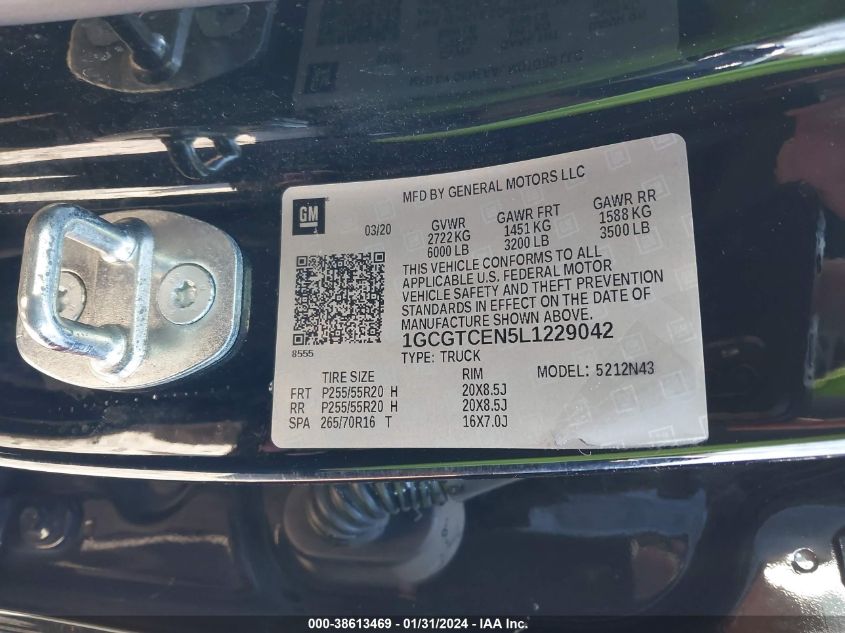 MFD BY GENERAL MOTORS LLC
GM
03/20 GVWR GAWR FRT GAWR RR
2722 KG 1451 KG 1588 KG
6000 LB 3200 LB 3500 LB
THIS VEHICLE CONFORMS TO ALL
APPLICABLE U.S. FEDERAL MOTOR
VEHICLE SAFETY AND THEFT PREVENTION
STANDARDS IN EFFECT ON THE DATE OF
MANUFACTURE SHOWN ABOVE.
8555 1GCGTCEN5L1229042
TYPE: TRUCK
TIRE SIZE RIM MODEL: 5212N43
FRT P255/55R20 H 20X8.5J
RR P255/55R20 H 20X8.5J
SPA 265/70R16 T 16X7.0J
000-38613469 - 01/31/2024 - IAA Inc.